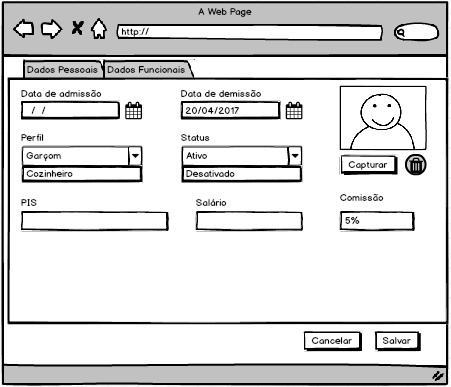 A Web Page
http://
Dados Pessoais Dados Funcionais
Data de admissão Data de demissão
/ / 20/04/2017
Perfil Status
Garçom Ativo
Capturar
Cozinheiro Desativado
PIS Salário Comissão
5%
Cancelar Salvar